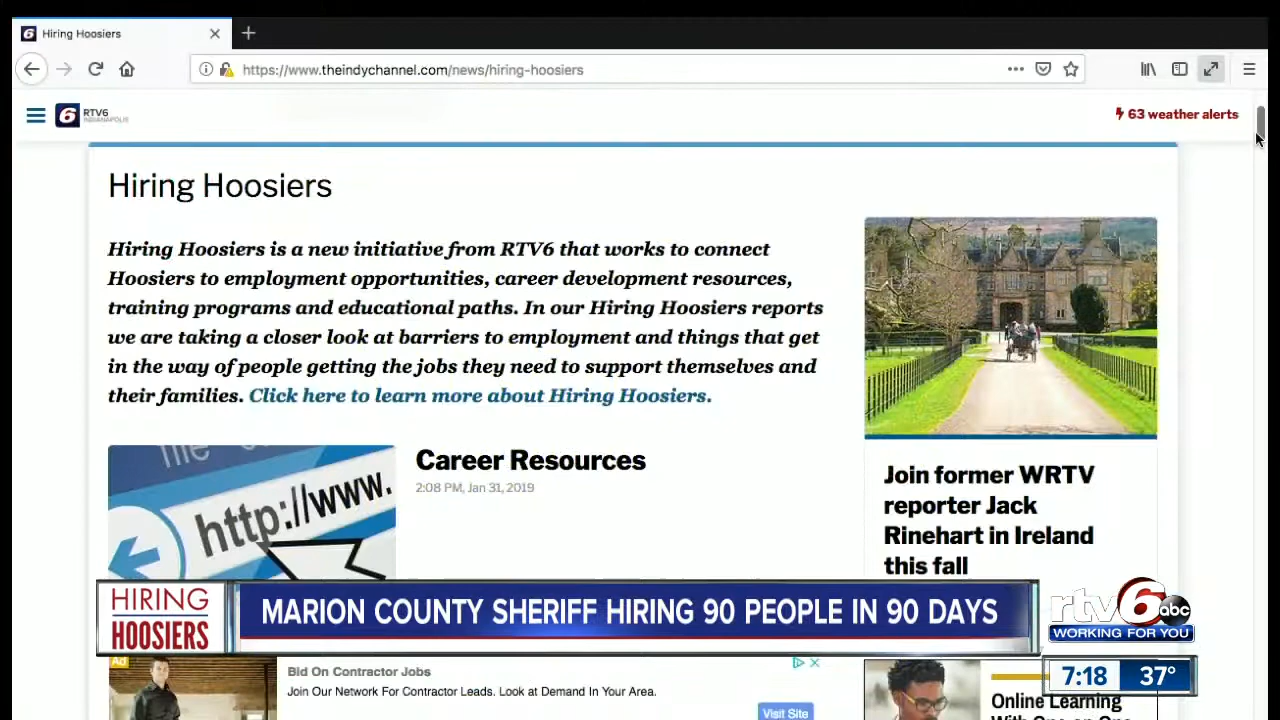 6 Hiring Hoosiers
https://www.theindychannel.com/news/hiring-hoosiers
6 RTV6
INDIANAPOLIS
63 weather alerts
Hiring Hoosiers
Hiring Hoosiers is a new initiative from RTV6 that works to connect
Hoosiers to employment opportunities, career development resources,
training programs and educational paths. In our Hiring Hoosiers reports
we are taking a closer look at barriers to employment and things that get
in the way of people getting the jobs they need to support themselves and
their families. Click here to learn more about Hiring Hoosiers.
http://www.
Career Resources
2:08 PM, Jan 31, 2019
Join former WRTV
reporter Jack
Rinehart in Ireland
this fall
HIRING
HOOSIERS
MARION COUNTY SHERIFF HIRING 90 PEOPLE IN 90 DAYS
rtv6 abc
WORKING FOR YOU
7:18 37°
Ad
Bid On Contractor Jobs
Join Our Network For Contractor Leads. Look at Demand In Your Area.
Visit Site
Online Learning